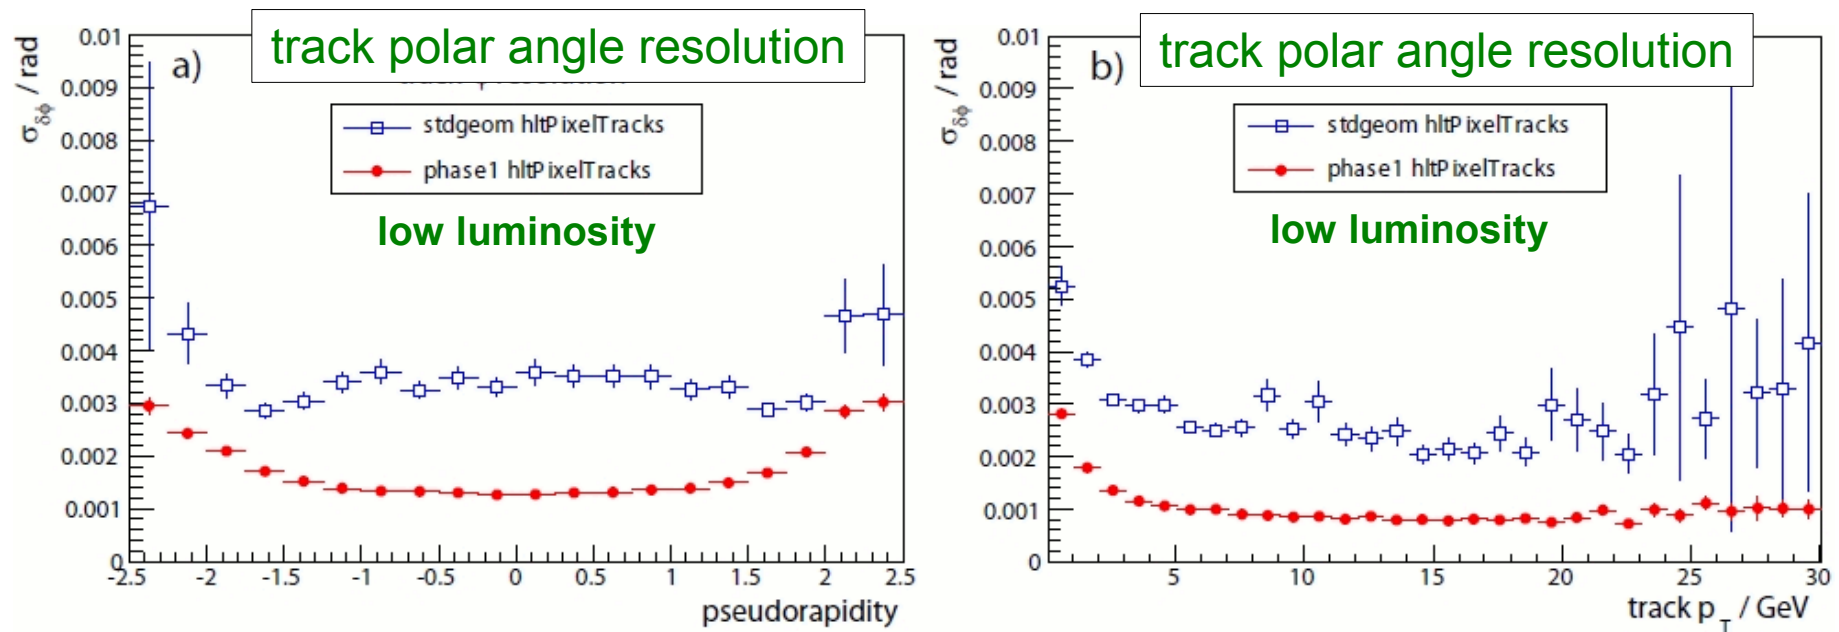 track polar angle resolution
a)
σδφ / rad
stdgeom hltPixelTracks
phase1 hltPixelTracks
low luminosity
0.01
0.009
0.008
0.007
0.006
0.005
0.004
0.003
0.002
0.001
0
-2.5 -2 -1.5 -1 -0.5 0 0.5 1 1.5 2 2.5
pseudorapidity
track polar angle resolution
b)
σδφ / rad
stdgeom hltPixelTracks
phase1 hltPixelTracks
low luminosity
0.01
0.009
0.008
0.007
0.006
0.005
0.004
0.003
0.002
0.001
0
5 10 15 20 25 30
track p T / GeV